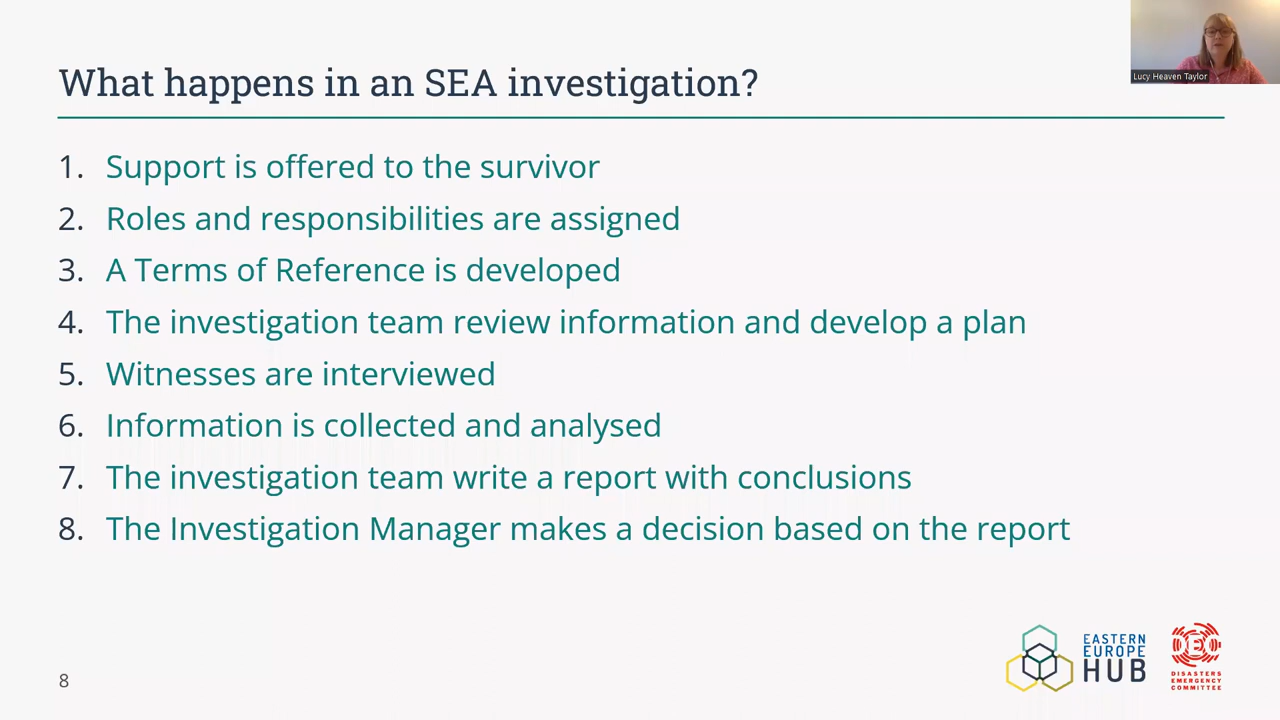 Lucy Heaven Taylor
What happens in an SEA investigation?
1. Support is offered to the survivor
2. Roles and responsibilities are assigned
3. A Terms of Reference is developed
4. The investigation team review information and develop a plan
5. Witnesses are interviewed
6. Information is collected and analysed
7. The investigation team write a report with conclusions
8. The Investigation Manager makes a decision based on the report
8
EASTERN
EUROPE
HUB
DEC
DISASTERS
EMERGENCY
COMMITTEE